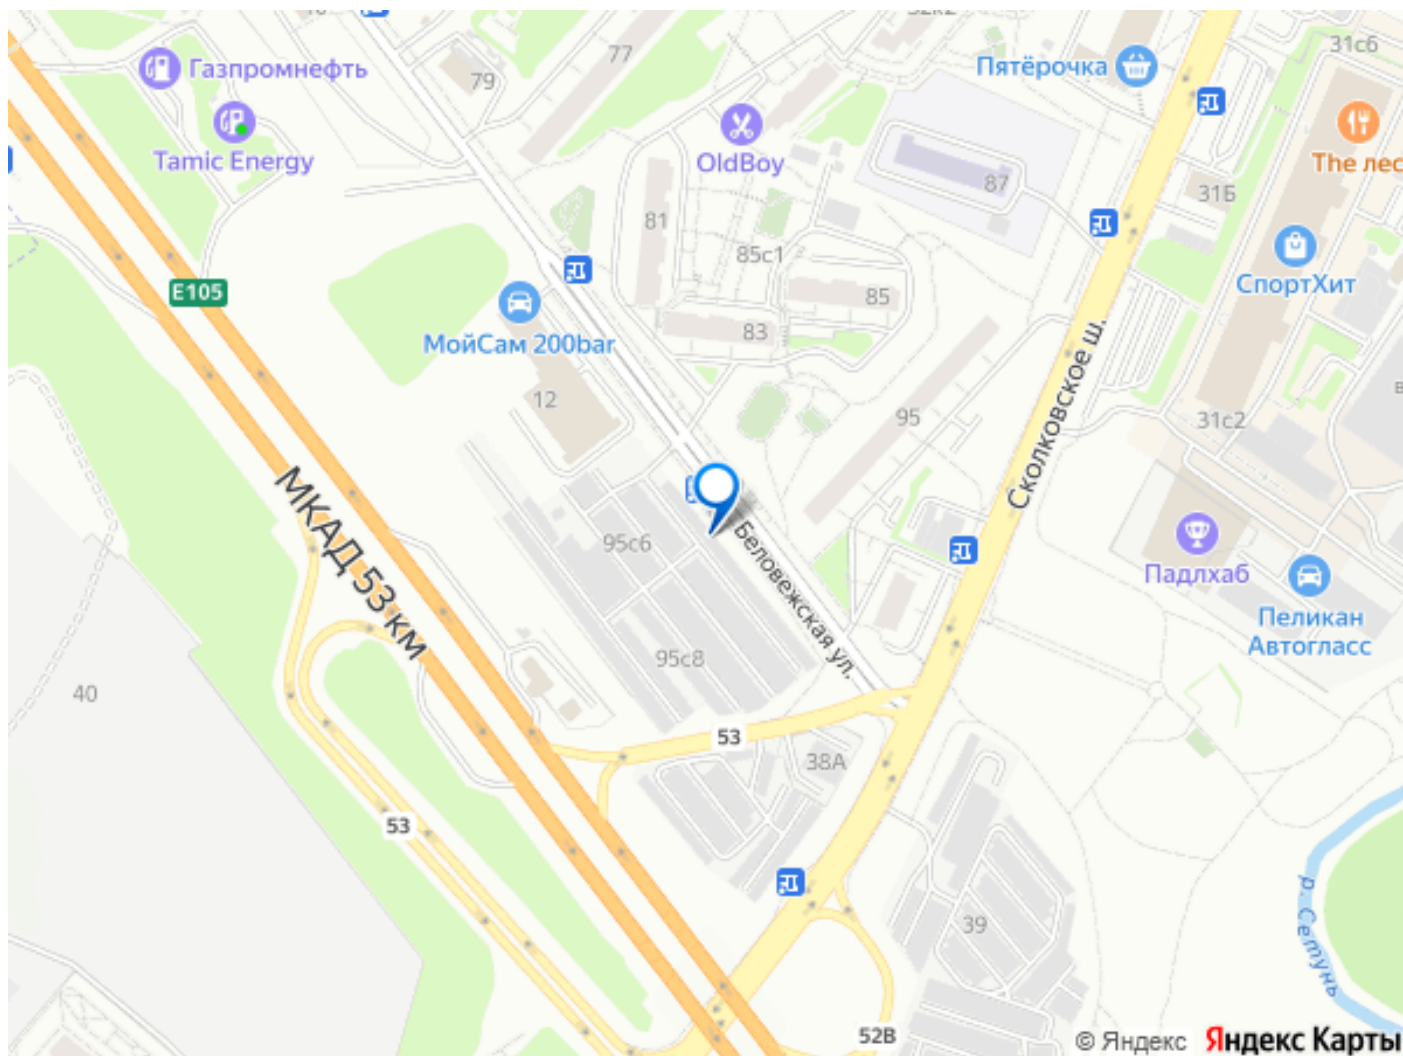 77
79
Газпромнефть
Tamic Energy
Пятёрочка
31с6
OldBoy
The лес
87
31Б
81
85с1
СпортХит
E105
85
83
МойСам 200bar
12
95
31с2
Сколковское ш.
МКАД 53 км
95с6
Беловежская ул.
Падлхаб
Пеликан
Автогласс
95с8
40
53
38А
53
39
р. Сетунь
52В
© Яндекс
Яндекс Карты